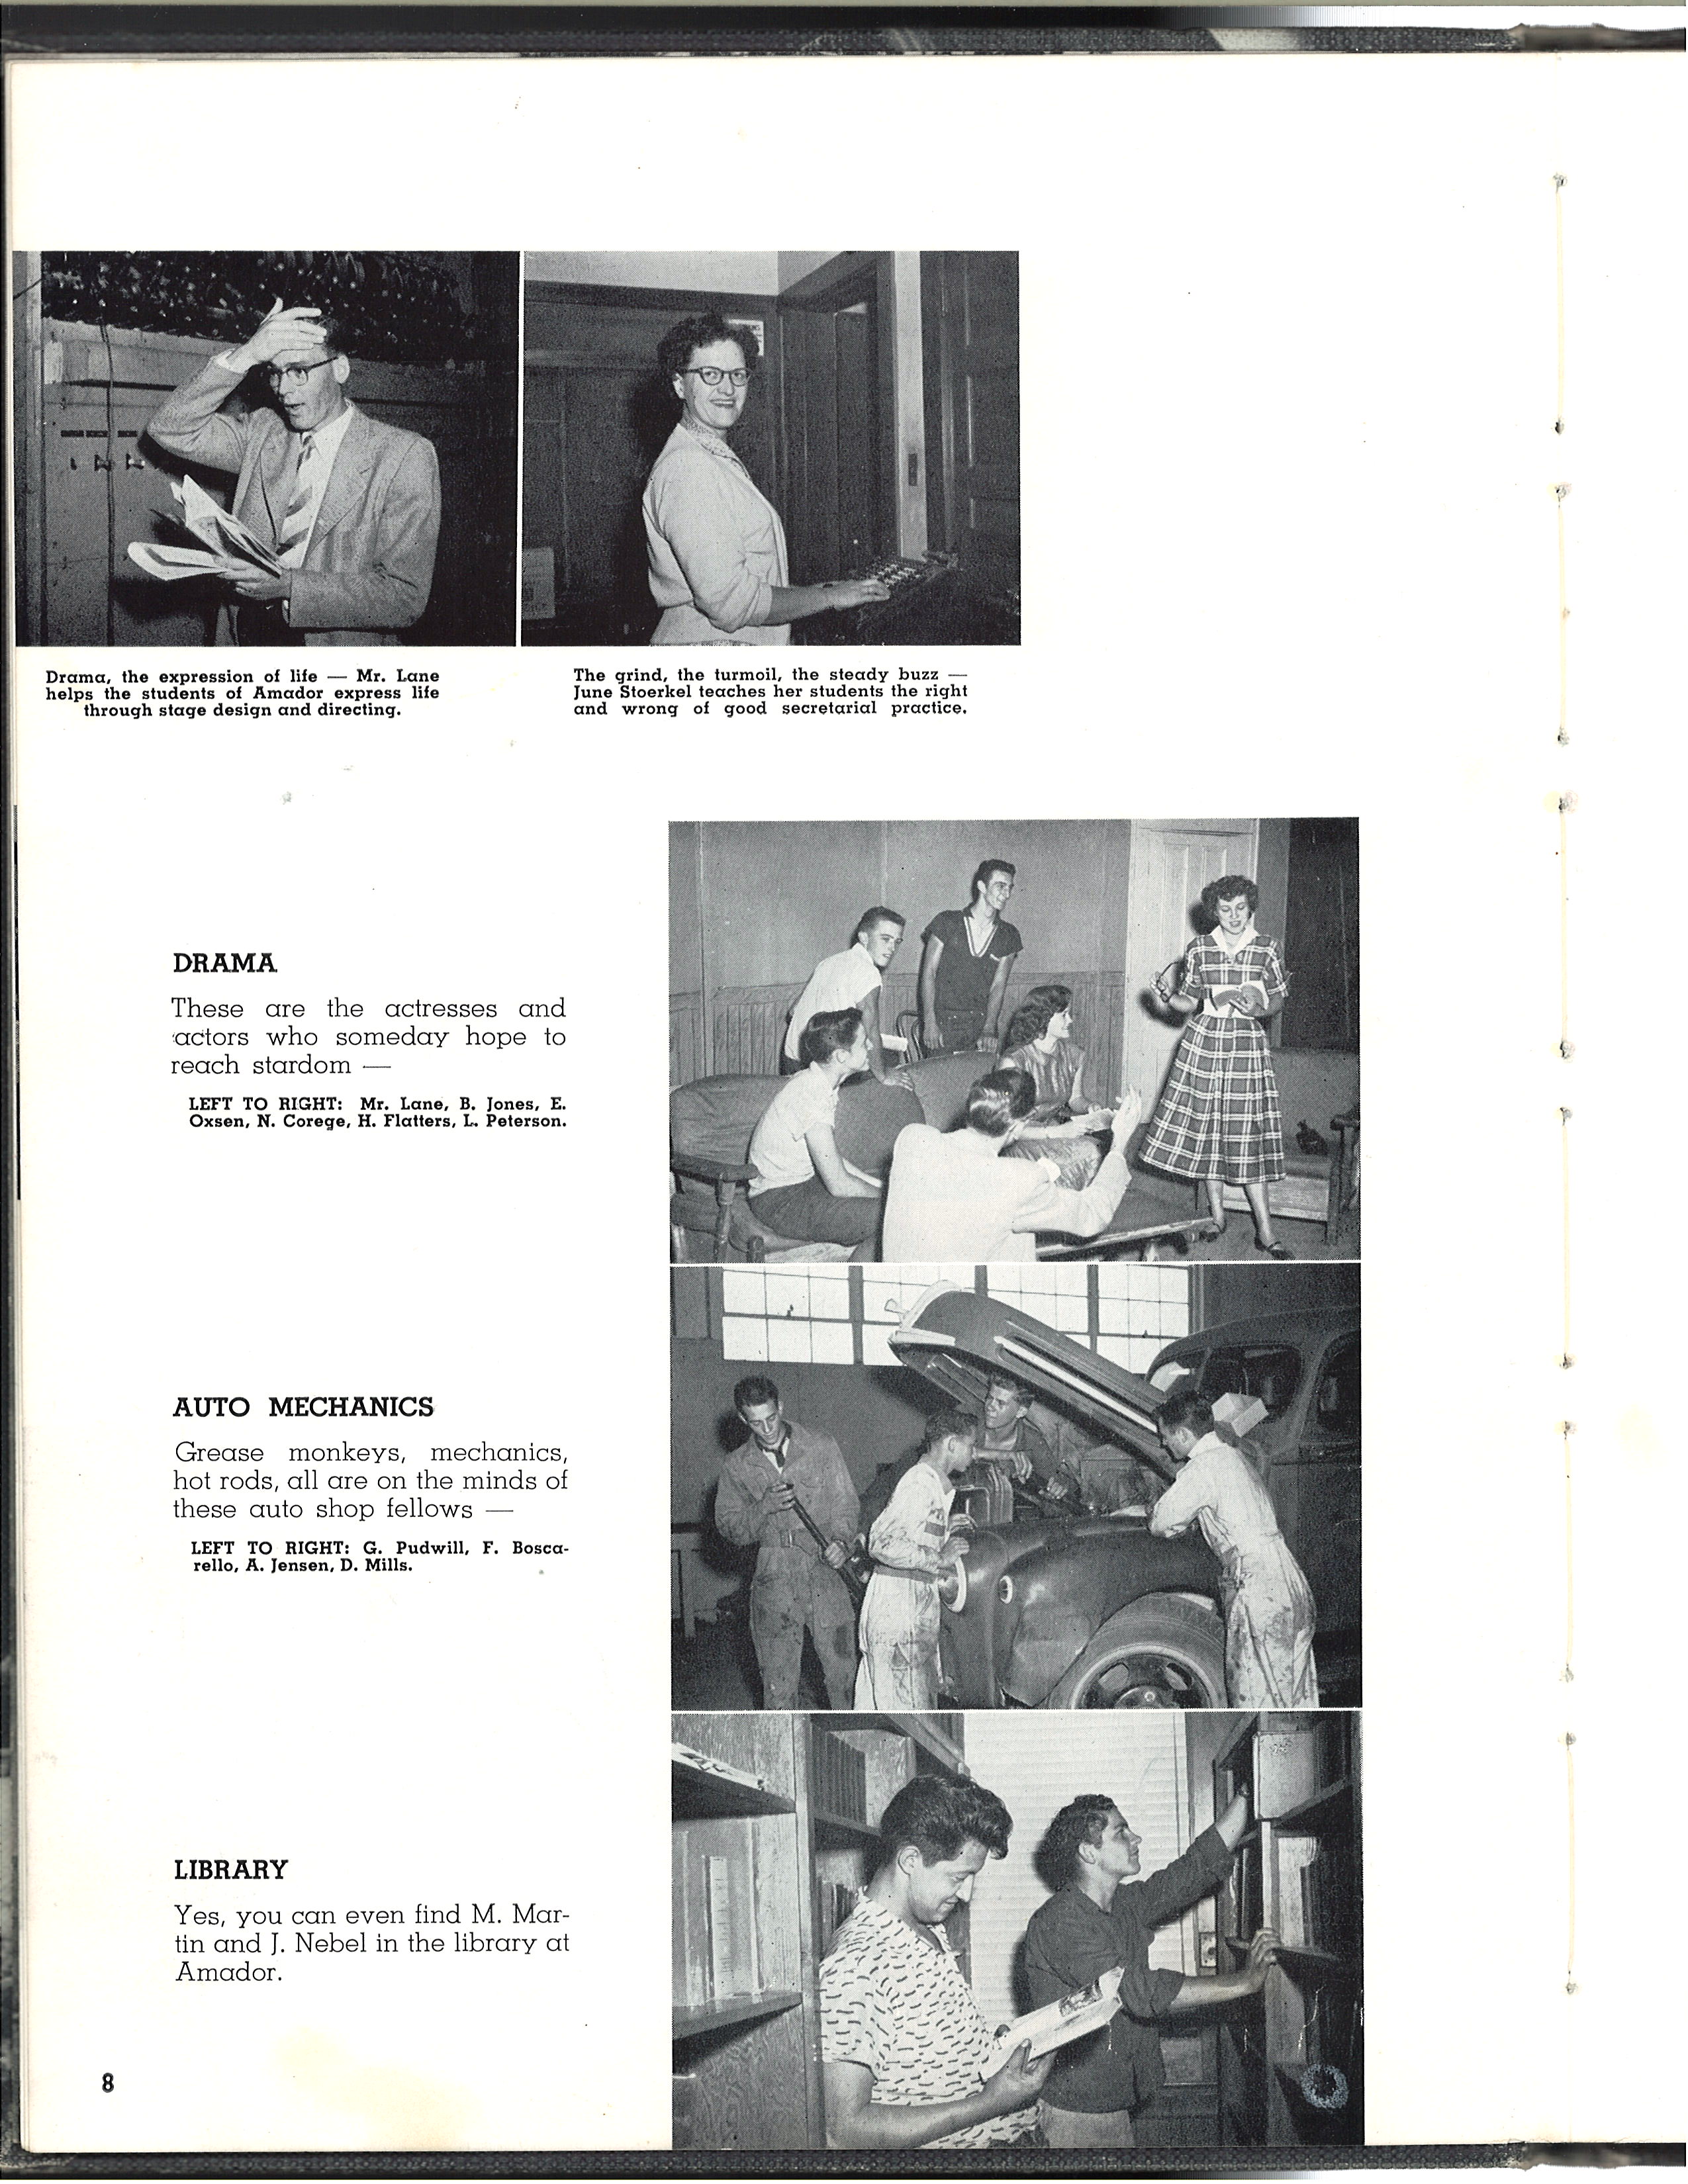 Drama, the expression of life — Mr. Lane
helps the students of Amador express life
through stage design and directing.
The grind, the turmoil, the steady buzz —
June Stoerkel teaches her students the right
and wrong of good secretarial practice.
DRAMA
These are the actresses and
actors who someday hope to
reach stardom —
LEFT TO RIGHT: Mr. Lane, B. Jones, E.
Oxsen, N. Corege, H. Flatters, L. Peterson.
AUTO MECHANICS
Grease monkeys, mechanics,
hot rods, all are on the minds of
these auto shop fellows —
LEFT TO RIGHT: G. Pudwill, F. Bosca-
rello, A. Jensen, D. Mills.
LIBRARY
Yes, you can even find M. Mar-
tin and J. Nebel in the library at
Amador.
8